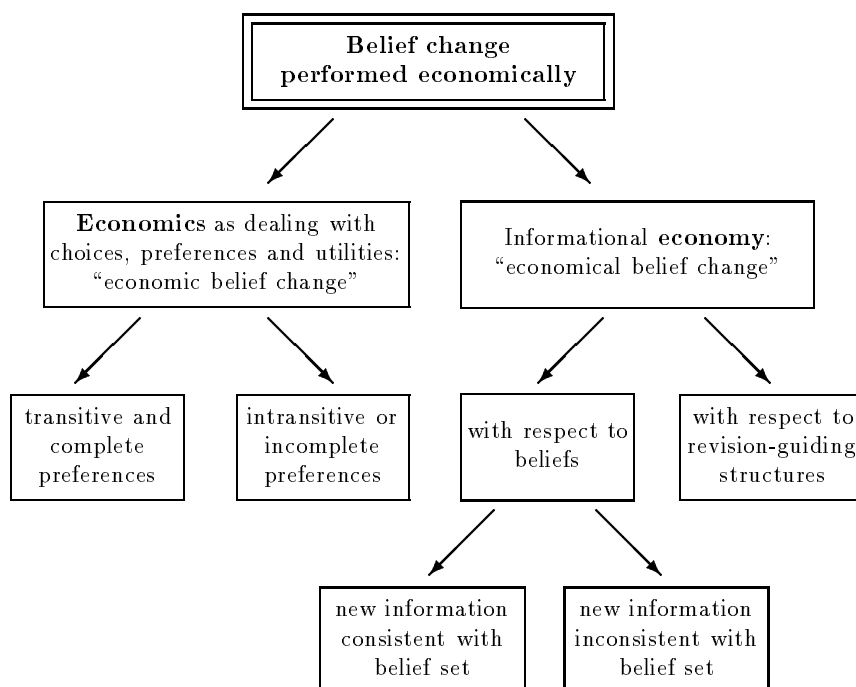 Belief change
performed economically
Economics as dealing with
choices, preferences and utilities:
“economic belief change”
Informational economy:
“economical belief change”
transitive and
complete
preferences
intransitive or
incomplete
preferences
with respect to
beliefs
with respect to
revision-guiding
structures
new information
consistent with
belief set
new information
inconsistent with
belief set